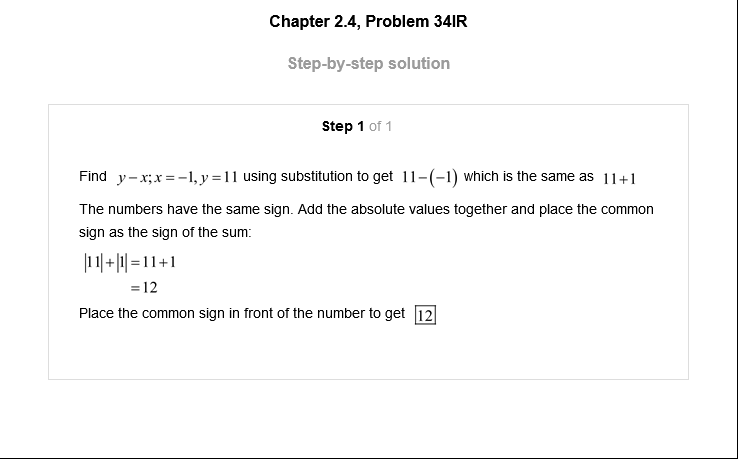 Chapter 2.4, Problem 34IR
Step-by-step solution
Step 1 of 1
Find y−x; x=−1, y=11 using substitution to get 11−(−1) which is the same as 11+1
The numbers have the same sign. Add the absolute values together and place the common
sign as the sign of the sum:
|11|+|1|=11+1
=12
Place the common sign in front of the number to get 12